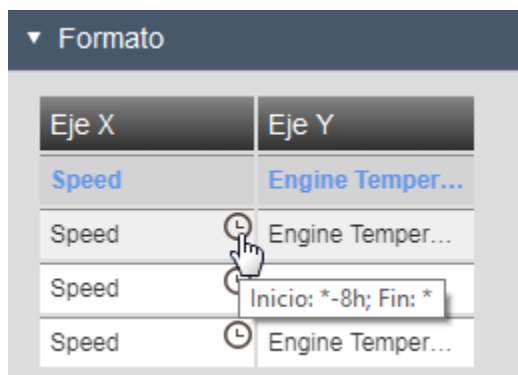 Formato
Eje X Eje Y
Speed Engine Temper...
Speed Engine Temper...
Speed
Inicio: *-8h; Fin: *
Speed Engine Temper...